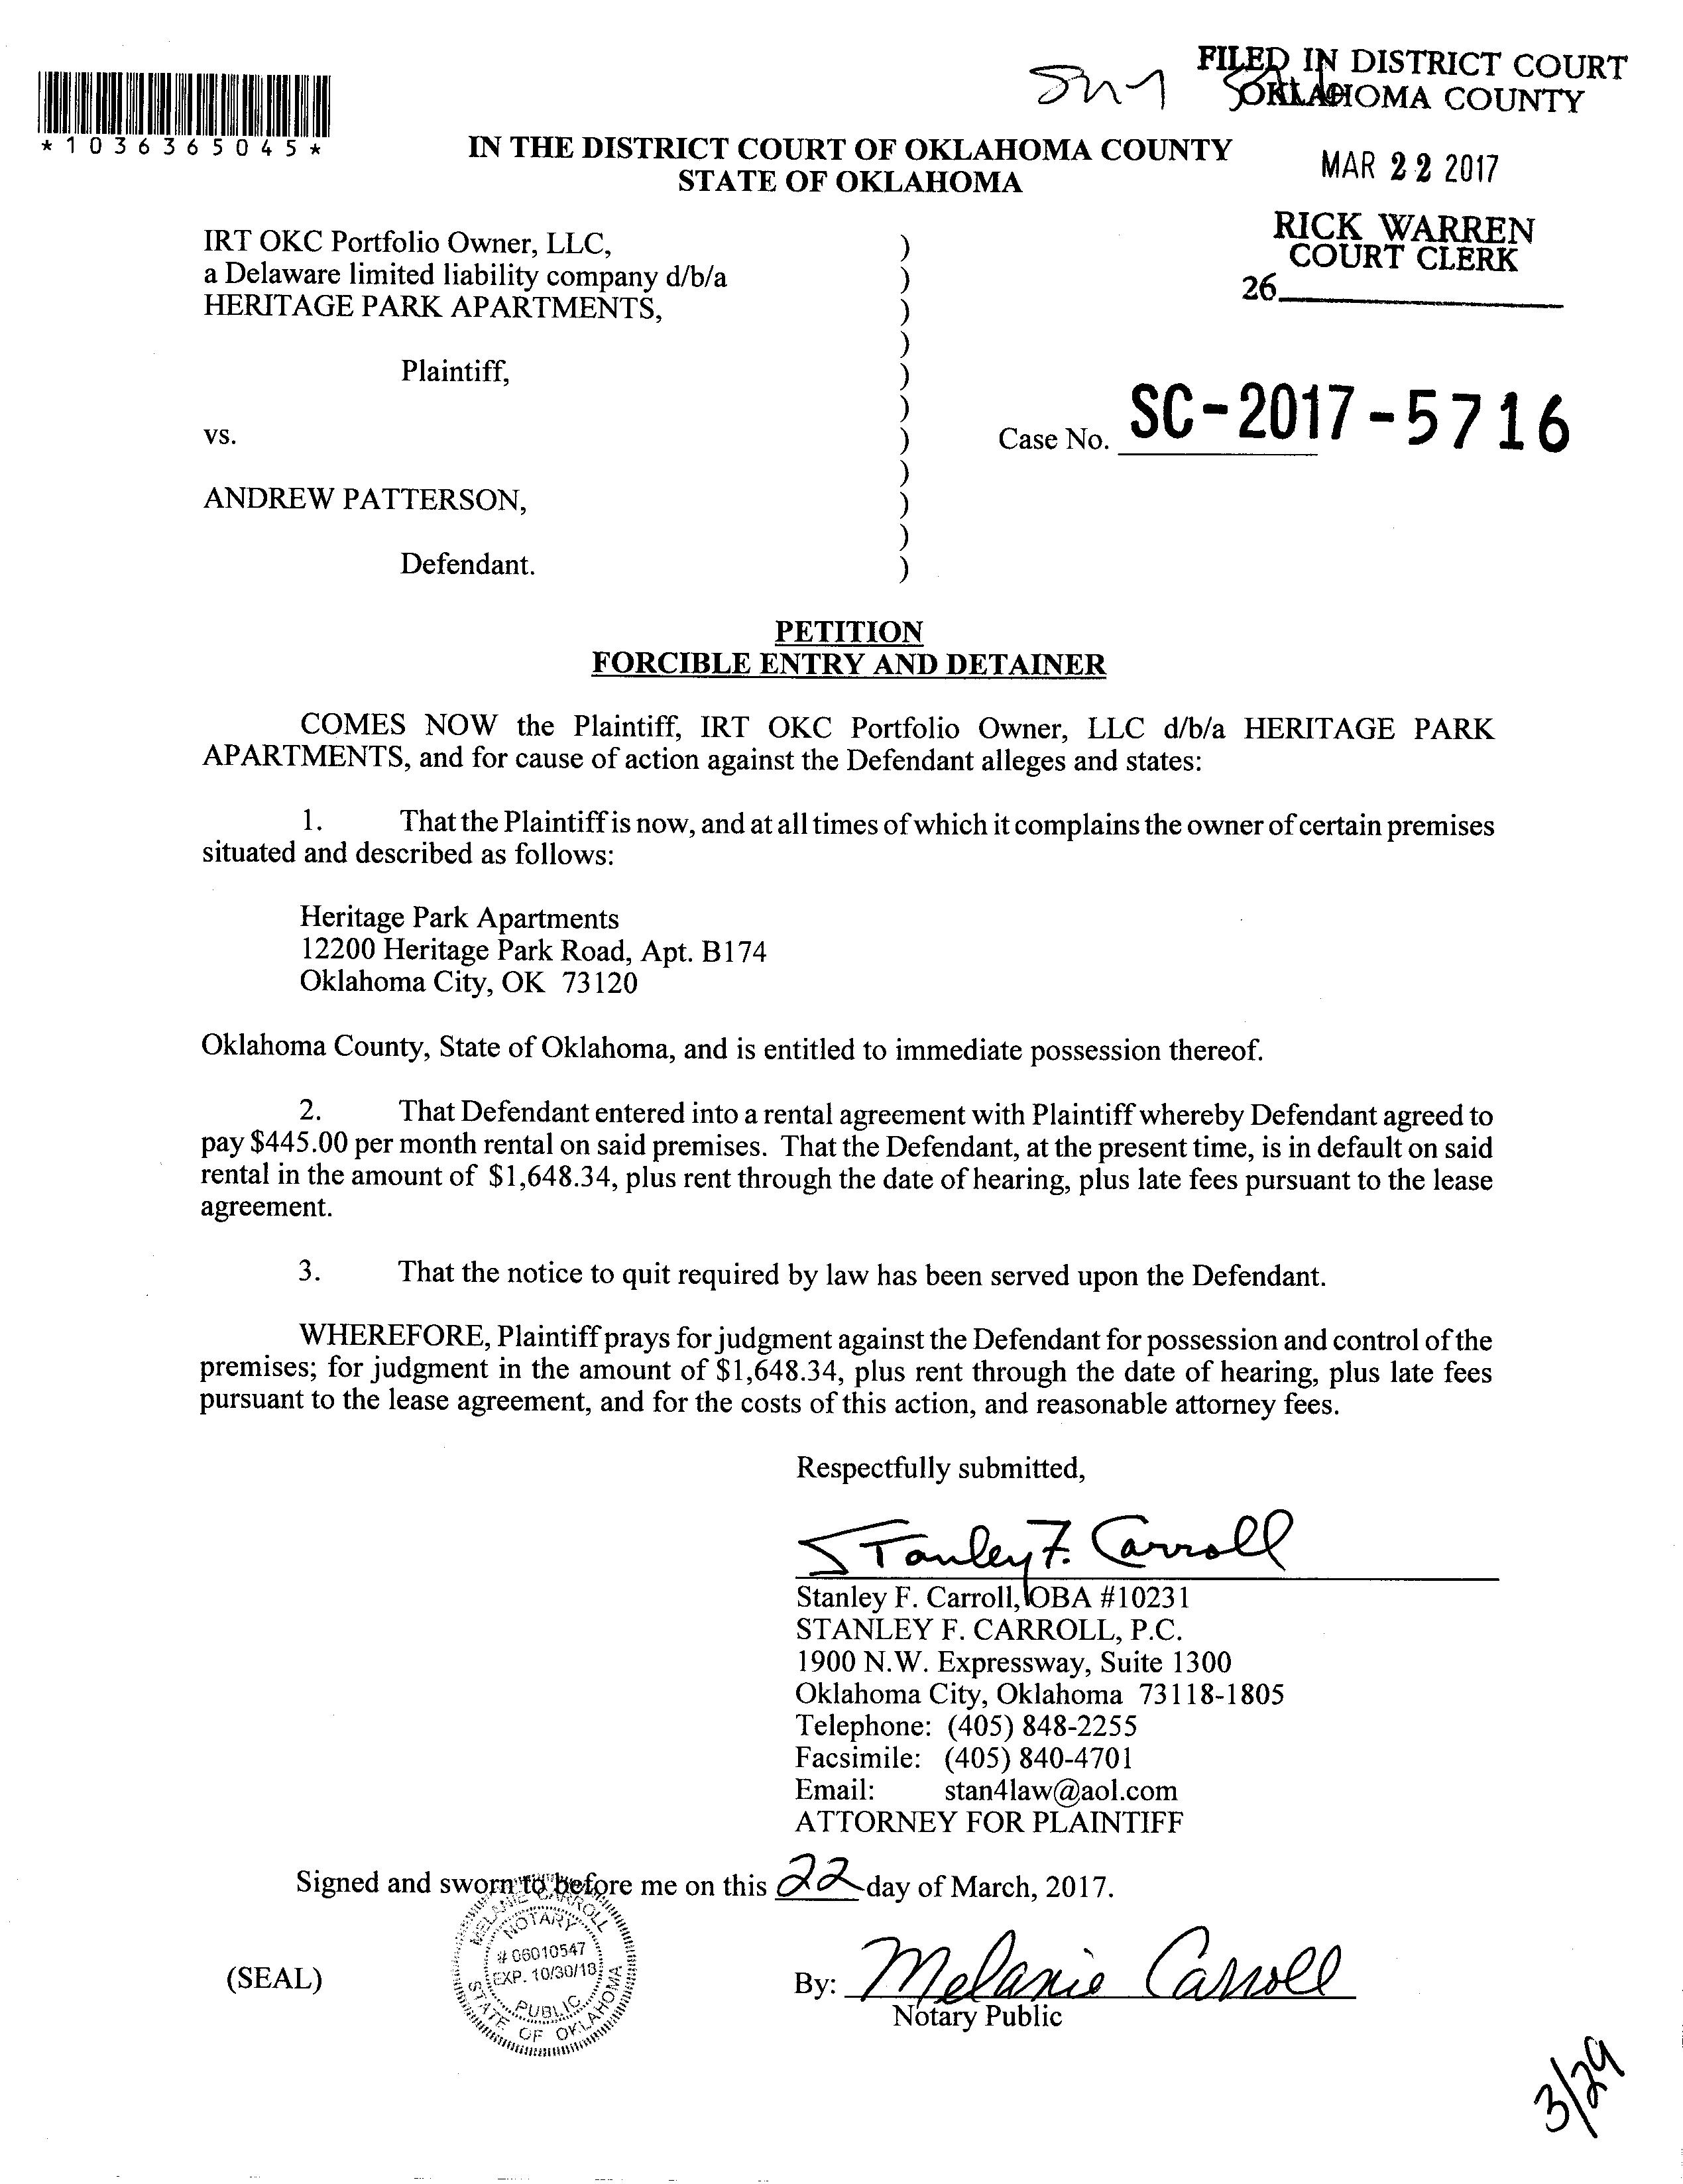 FILED IN DISTRICT COURT
OKLAHOMA COUNTY
*1036365045*
IN THE DISTRICT COURT OF OKLAHOMA COUNTY
STATE OF OKLAHOMA
MAR 22 2017
RICK WARREN
COURT CLERK
26
IRT OKC Portfolio Owner, LLC,
a Delaware limited liability company d/b/a
HERITAGE PARK APARTMENTS,
Plaintiff,
vs.
Case No. SC-2017-5716
ANDREW PATTERSON,
Defendant.
)
)
)
)
)
)
)
)
)
)
)
PETITION
FORCIBLE ENTRY AND DETAINER
COMES NOW the Plaintiff, IRT OKC Portfolio Owner, LLC d/b/a HERITAGE PARK
APARTMENTS, and for cause of action against the Defendant alleges and states:
1. That the Plaintiff is now, and at all times of which it complains the owner of certain premises
situated and described as follows:
Heritage Park Apartments
12200 Heritage Park Road, Apt. B174
Oklahoma City, OK 73120
Oklahoma County, State of Oklahoma, and is entitled to immediate possession thereof.
2. That Defendant entered into a rental agreement with Plaintiff whereby Defendant agreed to
pay $445.00 per month rental on said premises. That the Defendant, at the present time, is in default on said
rental in the amount of $1,648.34, plus rent through the date of hearing, plus late fees pursuant to the lease
agreement.
3. That the notice to quit required by law has been served upon the Defendant.
WHEREFORE, Plaintiff prays for judgment against the Defendant for possession and control of the
premises; for judgment in the amount of $1,648.34, plus rent through the date of hearing, plus late fees
pursuant to the lease agreement, and for the costs of this action, and reasonable attorney fees.
Respectfully submitted,
Stanley F. Carroll
Stanley F. Carroll, OBA #10231
STANLEY F. CARROLL, P.C.
1900 N.W. Expressway, Suite 1300
Oklahoma City, Oklahoma 73118-1805
Telephone: (405) 848-2255
Facsimile: (405) 840-4701
Email: stan4law@aol.com
ATTORNEY FOR PLAINTIFF
Signed and sworn to before me on this 22 day of March, 2017.
MELANIE CARROLL
NOTARY
# 06010547
EXP. 10/30/18
PUBLIC
STATE OF OKLAHOMA
(SEAL)
By: Melanie Carroll
Notary Public
3/29